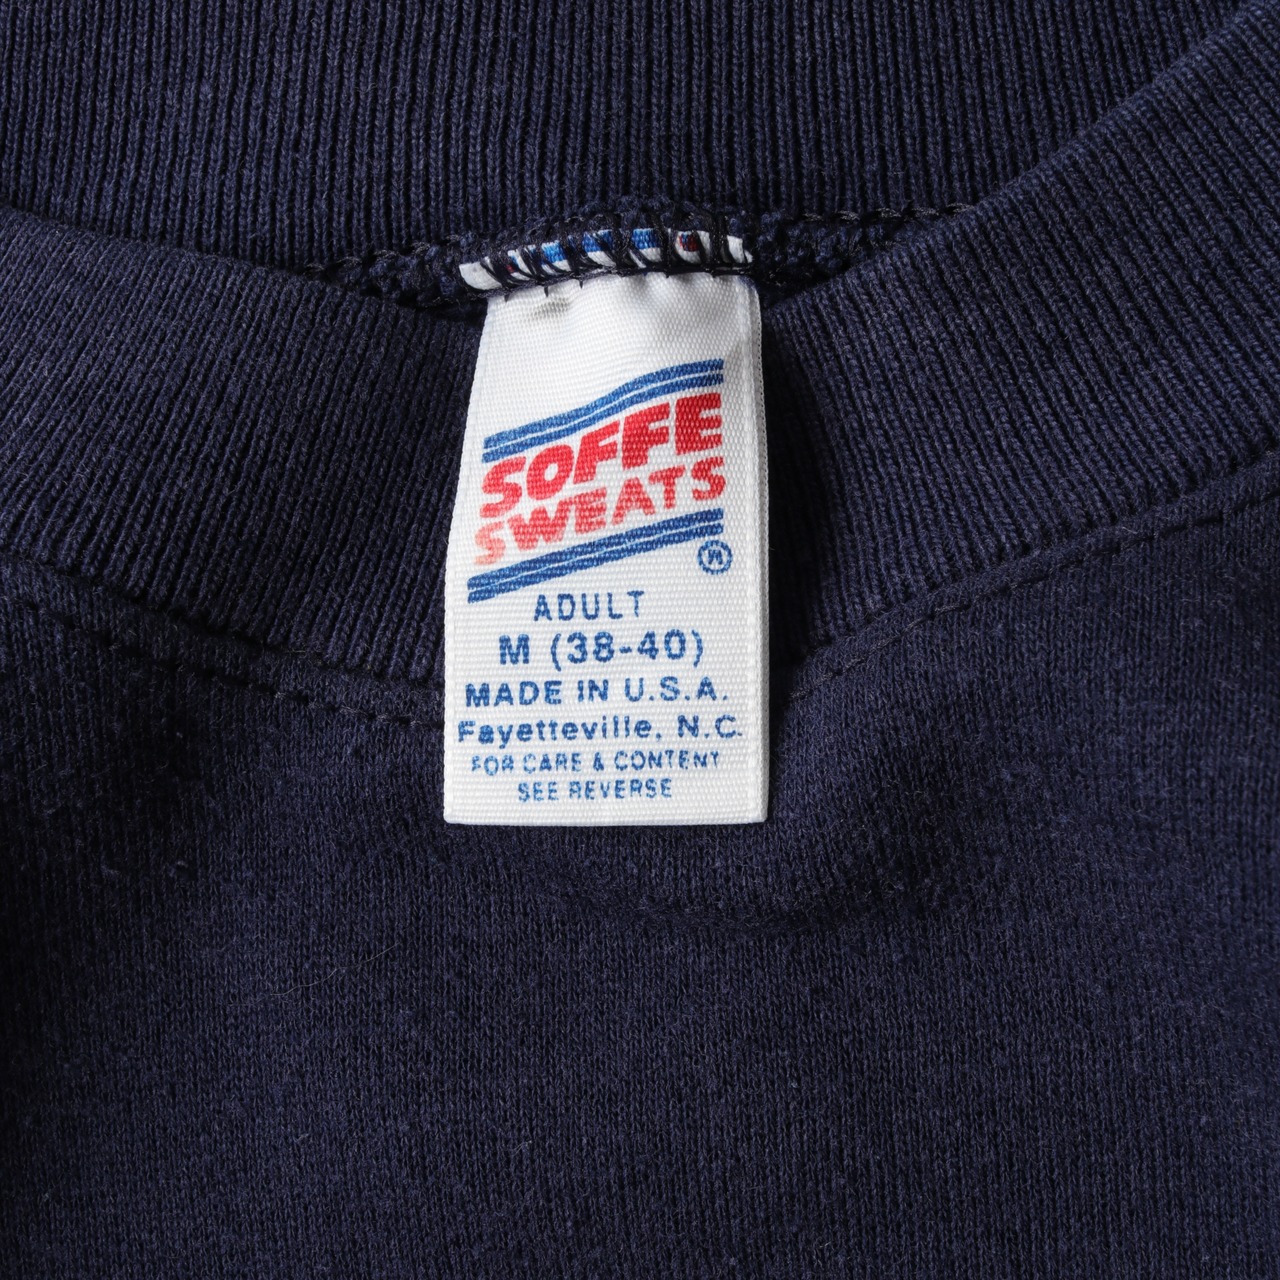 SOFFE
SWEATS
®
ADULT
M (38-40)
MADE IN U.S.A.
Fayetteville, N.C.
FOR CARE & CONTENT
SEE REVERSE